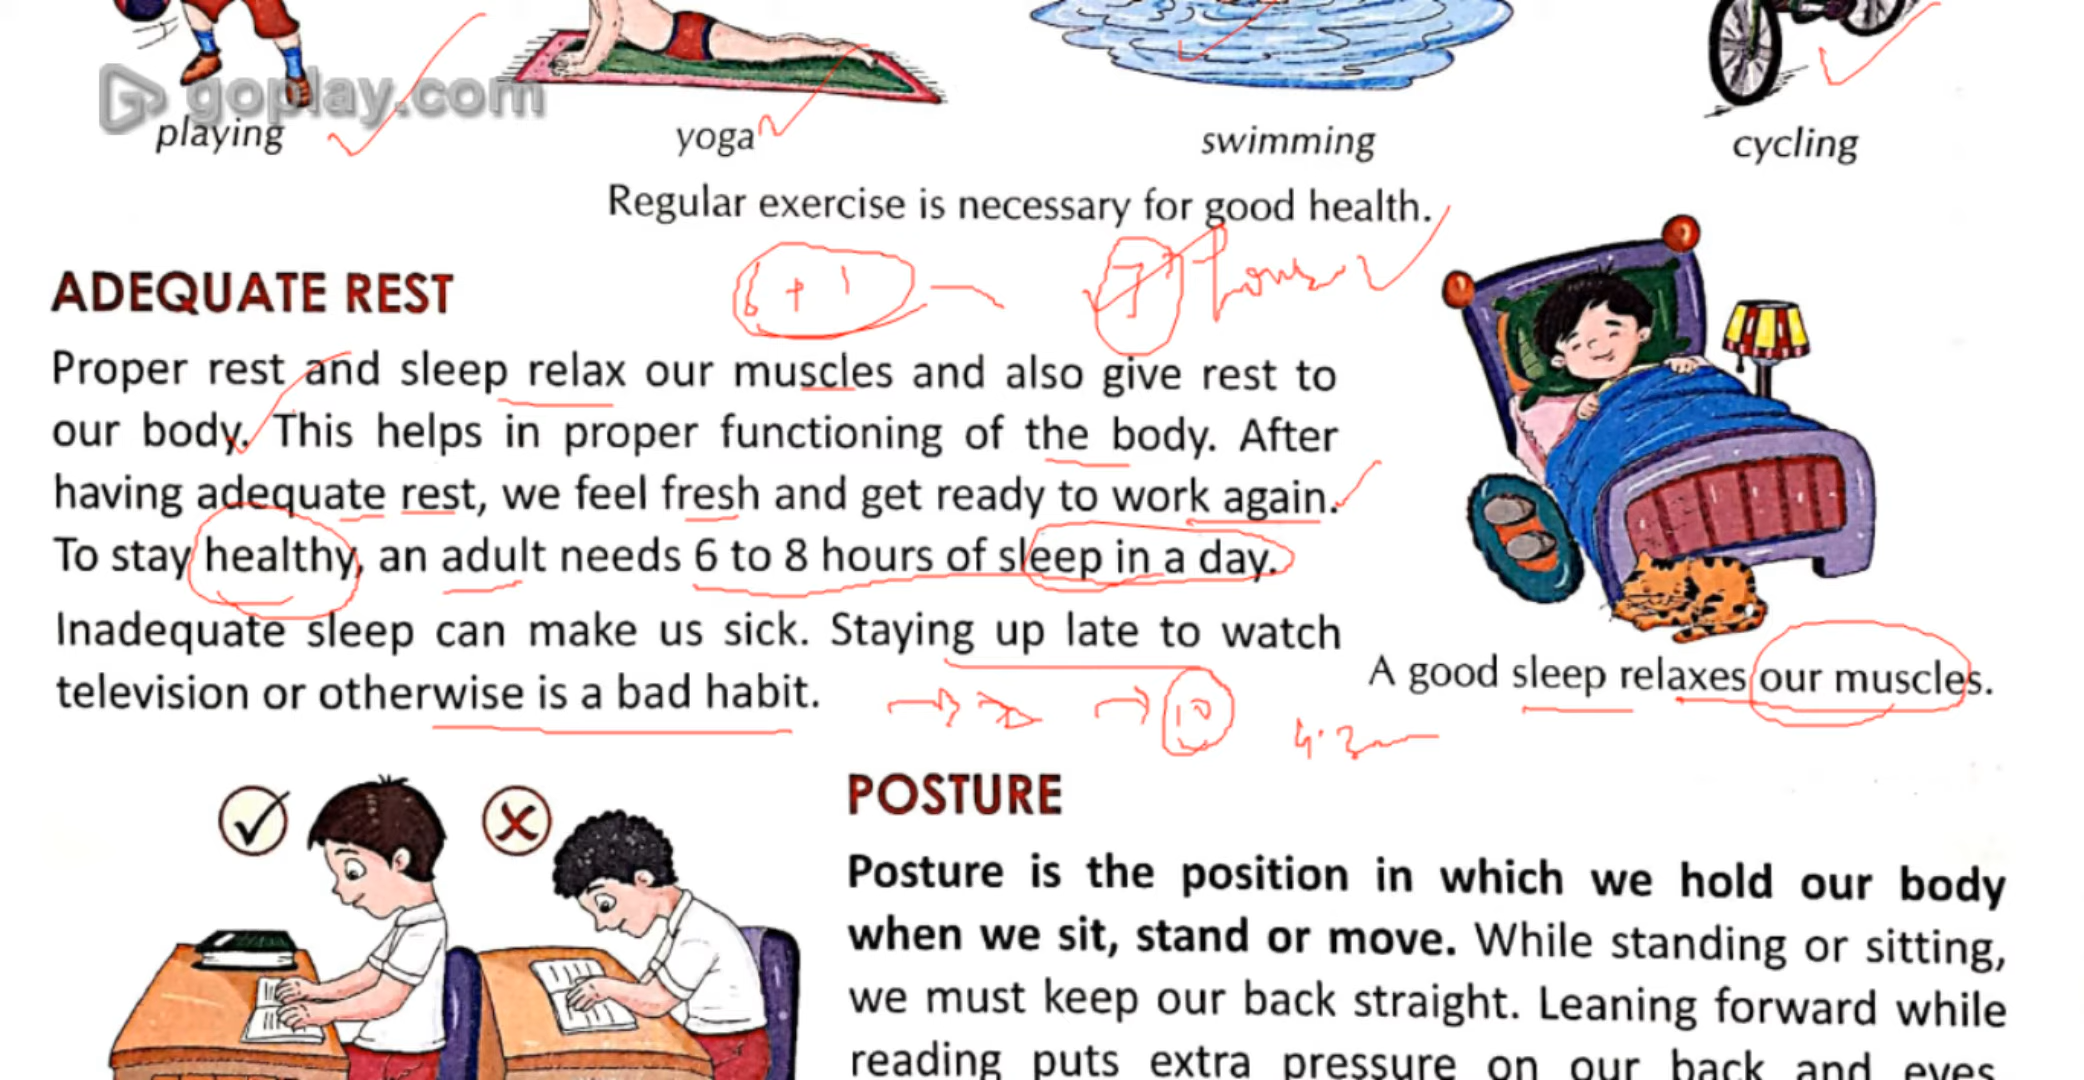 goplay.com
playing
yoga
swimming
cycling
Regular exercise is necessary for good health.
6 + 1
7 hours
ADEQUATE REST
Proper rest and sleep relax our muscles and also give rest to
our body. This helps in proper functioning of the body. After
having adequate rest, we feel fresh and get ready to work again.
To stay healthy, an adult needs 6 to 8 hours of sleep in a day.
Inadequate sleep can make us sick. Staying up late to watch
television or otherwise is a bad habit.
10
A good sleep relaxes our muscles.
POSTURE
Posture is the position in which we hold our body
when we sit, stand or move. While standing or sitting,
we must keep our back straight. Leaning forward while
reading puts extra pressure on our back and eyes.